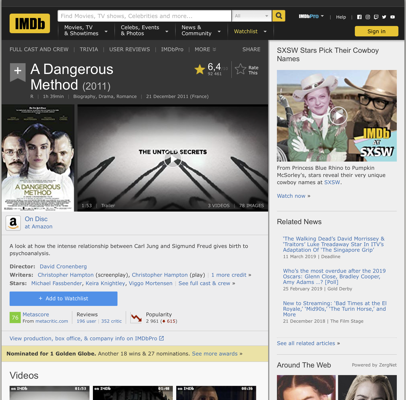 IMDb
Find Movies, TV shows, Celebrities and more...
All
IMDbPro
Help
Movies, TV
& Showtimes
Celebs, Events
& Photos
News &
Community
Watchlist
Sign in
FULL CAST AND CREW | TRIVIA | USER REVIEWS | IMDbPro | MORE
SHARE
A Dangerous
Method (2011)
6,4
Rate
This
R | 1h 39min | Biography, Drama, Romance | 21 December 2011 (France)
A DANGEROUS
METHOD
THE UNTOLD SECRETS
1:53 | Trailer
3 VIDEOS | 78 IMAGES
On Disc
at Amazon
A look at how the intense relationship between Carl Jung and Sigmund Freud gives birth to
psychoanalysis.
Director: David Cronenberg
Writers: Christopher Hampton (screenplay), Christopher Hampton (play) | 1 more credit »
Stars: Michael Fassbender, Keira Knightley, Viggo Mortensen | See full cast & crew »
+ Add to Watchlist
Metascore
From metacritic.com
Reviews
196 user | 352 critic
Popularity
2 961 (615)
View production, box office, & company info on IMDbPro
Nominated for 1 Golden Globe. Another 18 wins & 27 nominations. See more awards »
Videos
SXSW Stars Pick Their Cowboy
Names
IMDb
AT
SXSW
From Princess Blue Rhino to Pumpkin
McSorley's, stars reveal their very unique
cowboy names at SXSW.
Watch now »
Related News
'The Walking Dead's David Morrissey &
'Traitors' Luke Treadaway Star In ITV's
Adaptation Of 'The Singapore Grip'
11 March 2019 | Deadline
Who's the most overdue after the 2019
Oscars: Glenn Close, Bradley Cooper,
Amy Adams ...? [Poll]
25 February 2019 | Gold Derby
New to Streaming: 'Bad Times at the El
Royale,' 'Mid90s,' 'The Turin Horse,' and
More
21 December 2018 | The Film Stage
See all related articles »
Around The Web
Powered by ZergNet